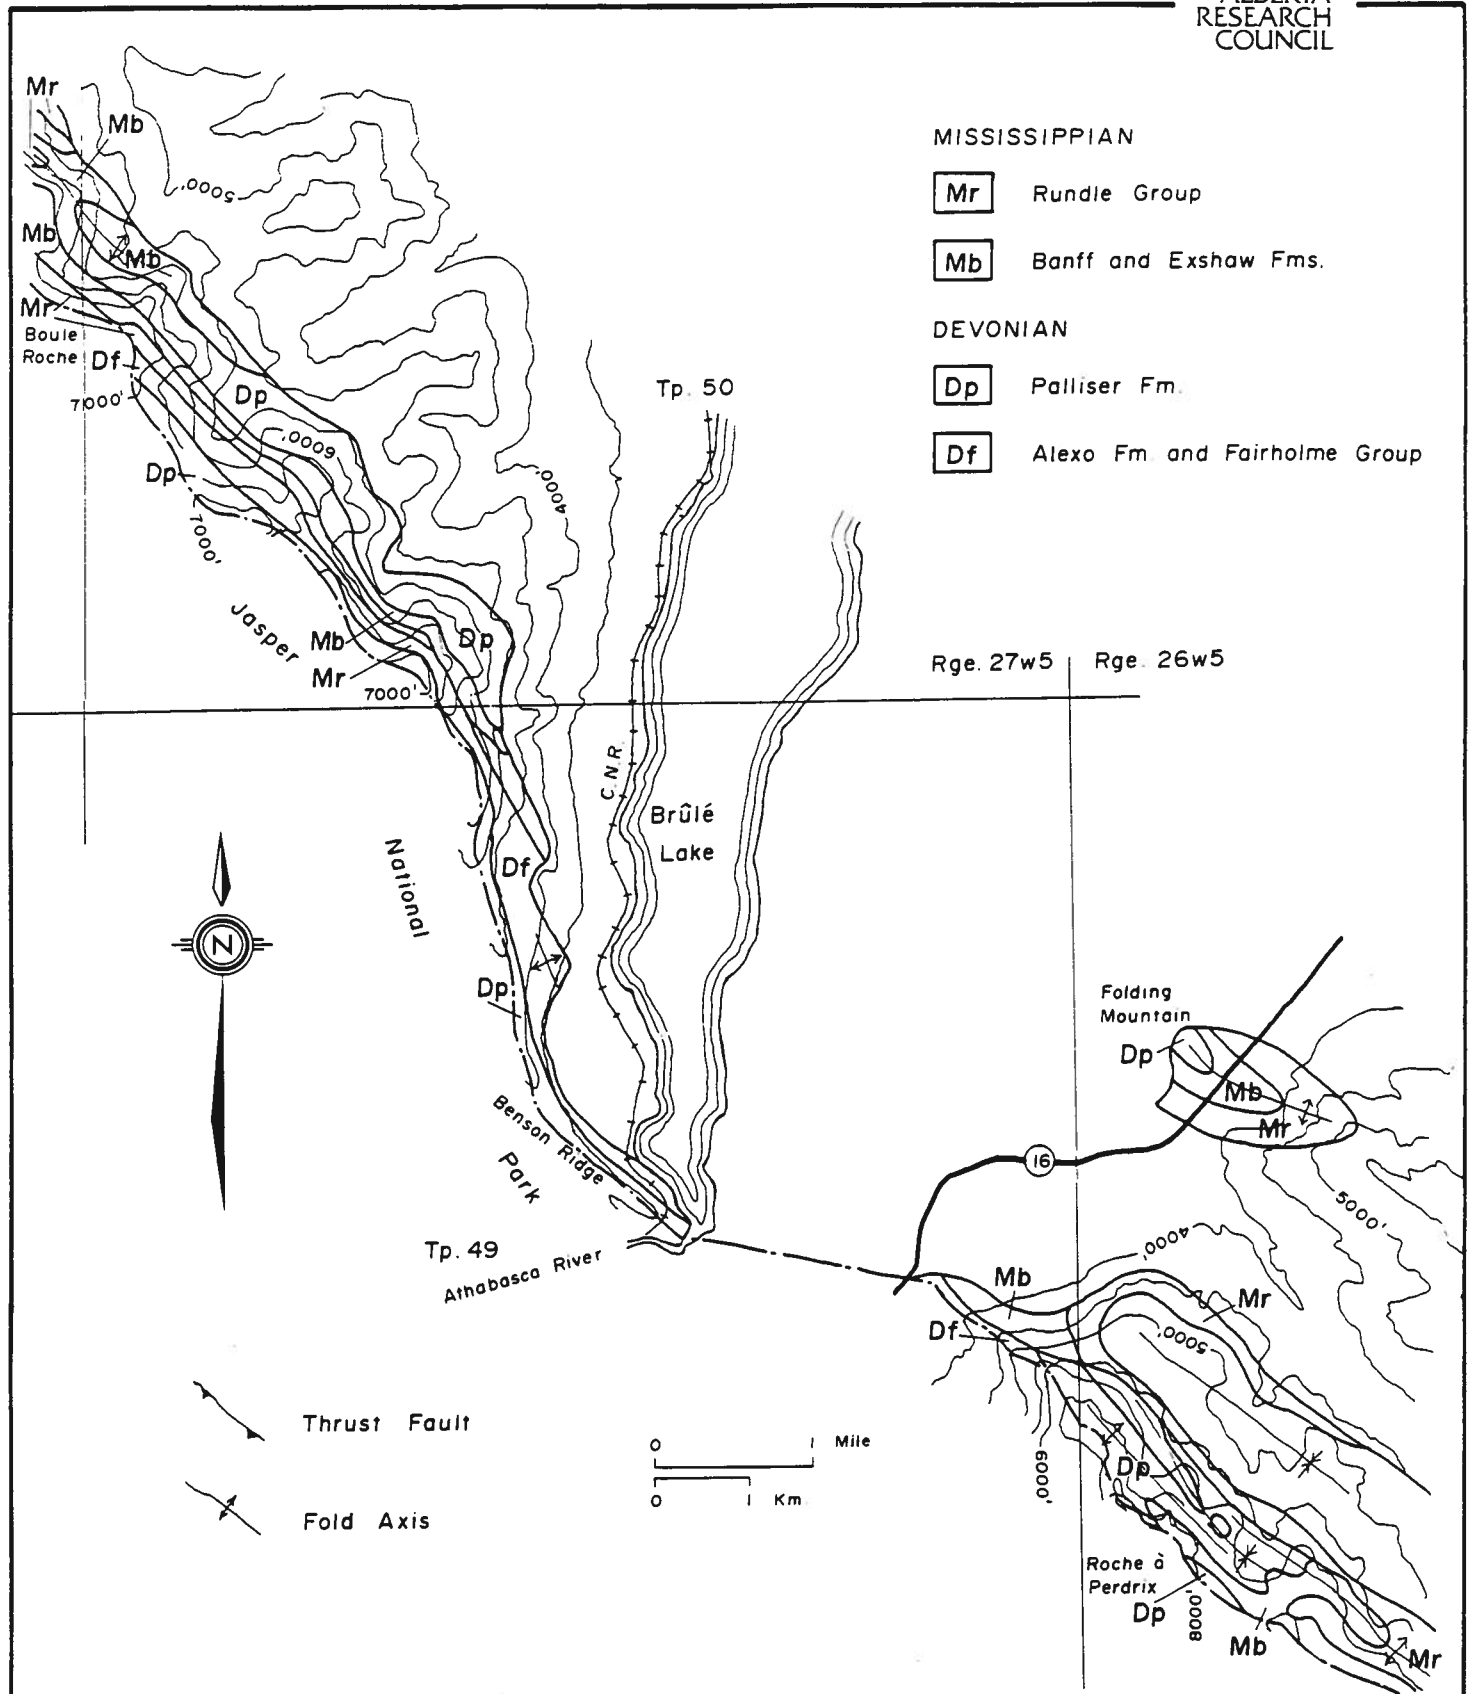 ALBERTA
RESEARCH
COUNCIL
MISSISSIPPIAN
Mr Rundle Group
Mb Banff and Exshaw Fms.
DEVONIAN
Dp Palliser Fm.
Df Alexo Fm. and Fairholme Group
Mr
Mb
5000'
Mb
Mb
Mr
Boule
Roche
Df
7000'
Dp
6000'
Dp
7000'
4000'
Tp. 50
Jasper
Mb
Dp
Mr
7000'
Rge. 27w5
Rge. 26w5
C.N.R.
Brûlé
Lake
National
Df
N
Dp
Folding
Mountain
Dp
Mb
Mr
Benson Ridge
Park
16
5000'
Tp. 49
Athabasca River
4000'
Mb
Mr
Df
5000'
Thrust Fault
Fold Axis
0 1 Mile
0 1 Km
6000'
Dp
Roche à
Perdrix
Dp
8000'
Mb
Mr